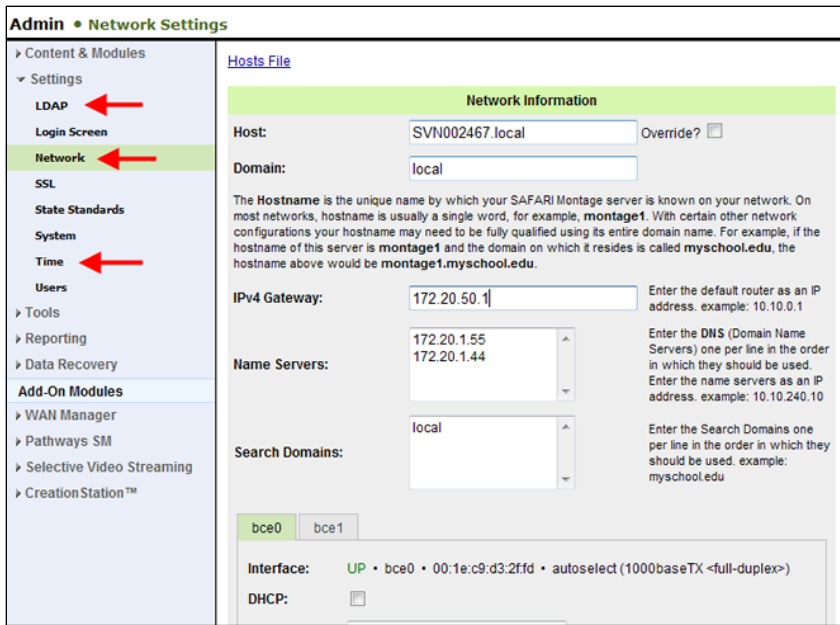 Admin • Network Settings
Content & Modules
Settings
LDAP
Login Screen
Network
SSL
State Standards
System
Time
Users
Tools
Reporting
Data Recovery
Add-On Modules
WAN Manager
Pathways SM
Selective Video Streaming
CreationStation™
Hosts File
Network Information
Host: SVN002467.local Override?
Domain: local
The Hostname is the unique name by which your SAFARI Montage server is known on your network. On
most networks, hostname is usually a single word, for example, montage1. With certain other network
configurations your hostname may need to be fully qualified using its entire domain name. For example, if the
hostname of this server is montage1 and the domain on which it resides is called myschool.edu, the
hostname above would be montage1.myschool.edu.
IPv4 Gateway: 172.20.50.1
Enter the default router as an IP
address. example: 10.10.0.1
Name Servers:
172.20.1.55
172.20.1.44
Enter the DNS (Domain Name
Servers) one per line in the order
in which they should be used.
Enter the name servers as an IP
address. example: 10.10.240.10
Search Domains:
local
Enter the Search Domains one
per line in the order in which they
should be used. example:
myschool.edu
bce0 bce1
Interface: UP • bce0 • 00:1e:c9:d3:2f:fd • autoselect (1000baseTX <full-duplex>)
DHCP: